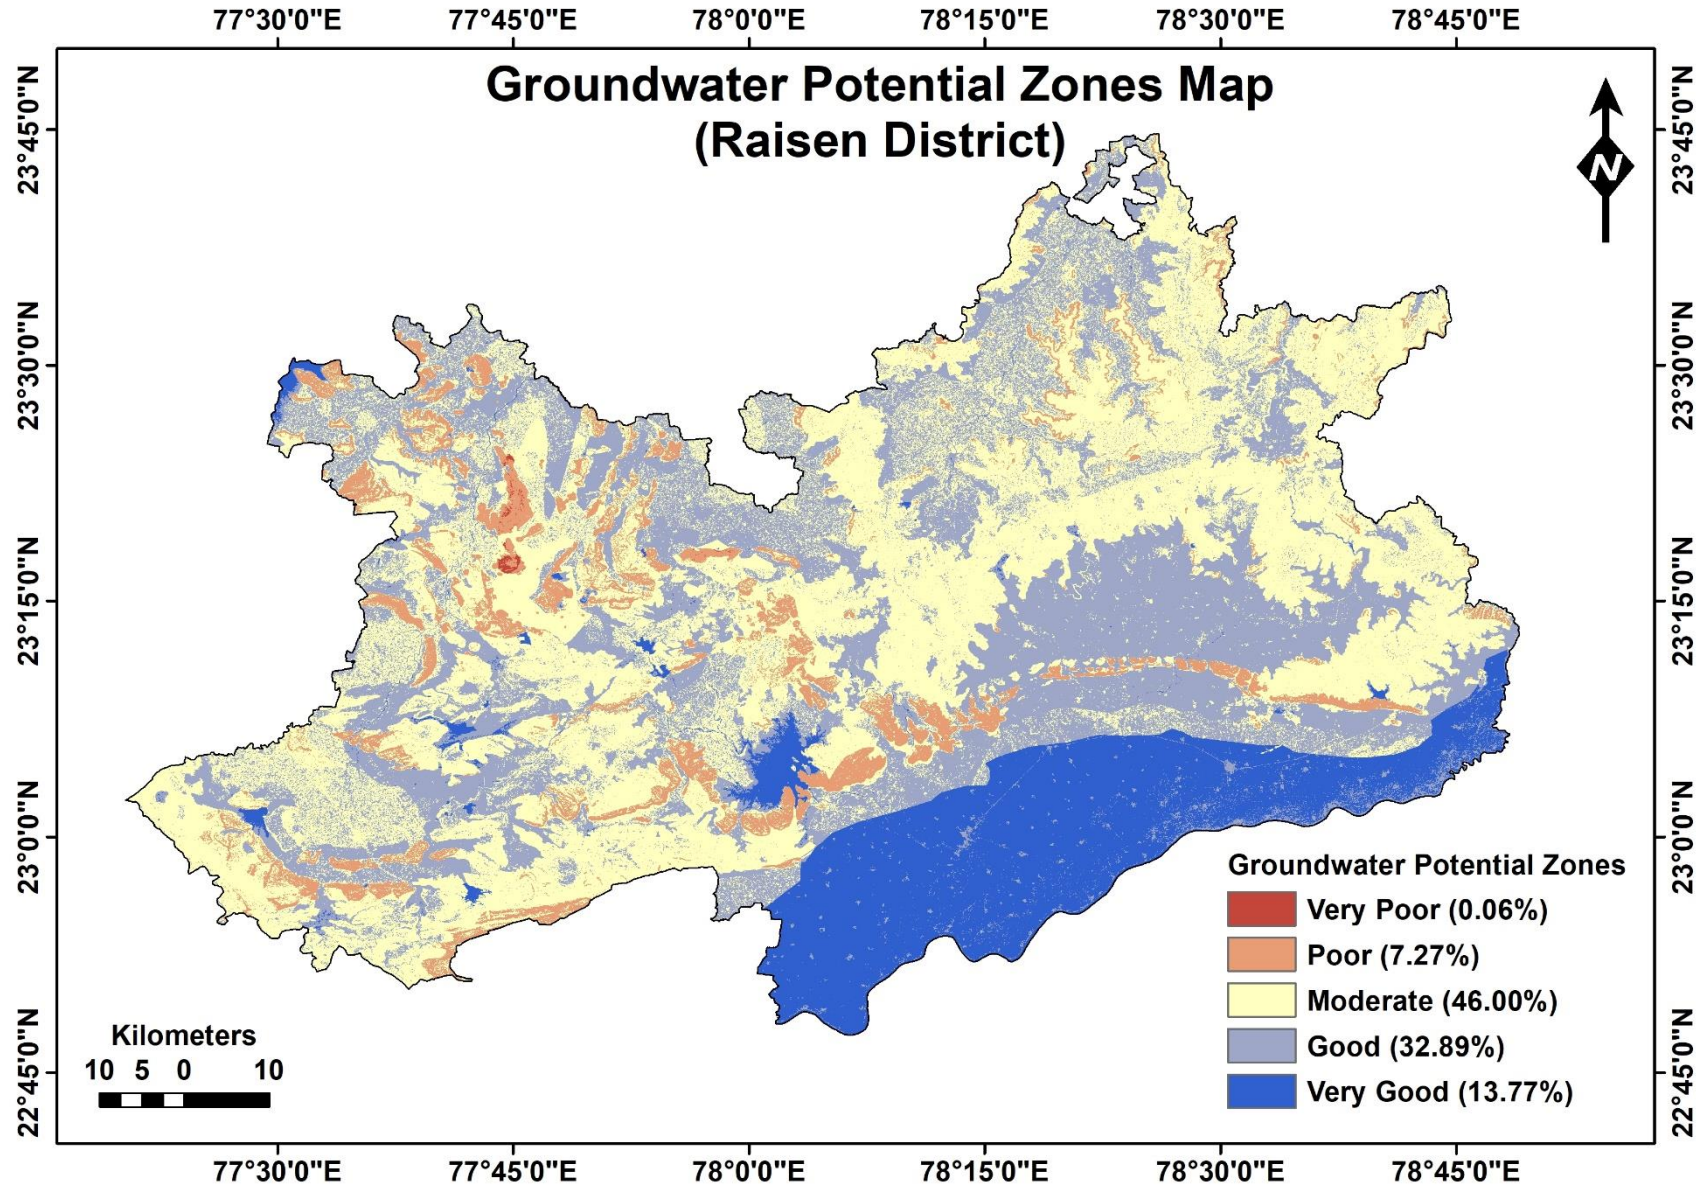 77°30'0"E 77°45'0"E 78°0'0"E 78°15'0"E 78°30'0"E 78°45'0"E
Groundwater Potential Zones Map
(Raisen District)
N
23°45'0"N 23°45'0"N
23°30'0"N 23°30'0"N
23°15'0"N 23°15'0"N
23°0'0"N 23°0'0"N
22°45'0"N 22°45'0"N
Groundwater Potential Zones
Very Poor (0.06%)
Poor (7.27%)
Moderate (46.00%)
Good (32.89%)
Very Good (13.77%)
Kilometers
10 5 0 10
77°30'0"E 77°45'0"E 78°0'0"E 78°15'0"E 78°30'0"E 78°45'0"E